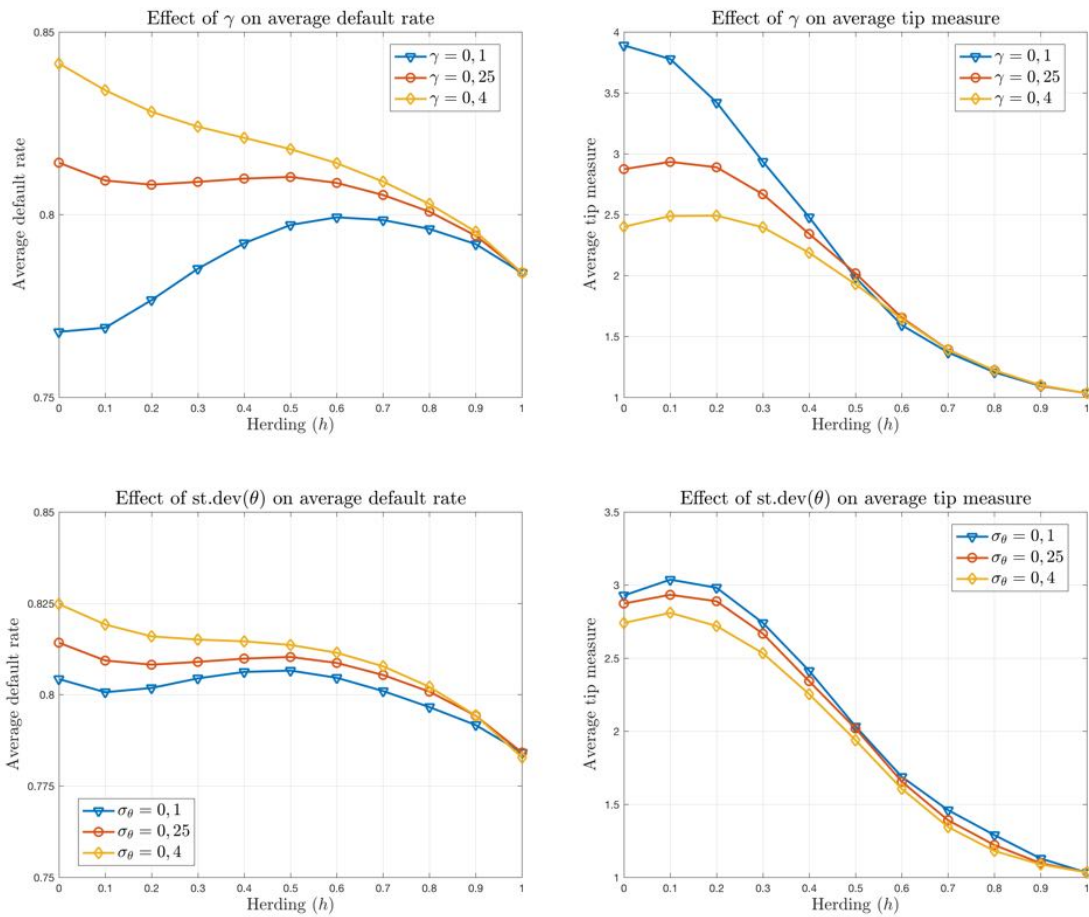 Effect of γ on average default rate
0.85
0.8
0.75
Average default rate
γ = 0, 1
γ = 0, 25
γ = 0, 4
0 0.1 0.2 0.3 0.4 0.5 0.6 0.7 0.8 0.9 1
Herding (h)
Effect of γ on average tip measure
4
3.5
3
2.5
2
1.5
1
Average tip measure
γ = 0, 1
γ = 0, 25
γ = 0, 4
0 0.1 0.2 0.3 0.4 0.5 0.6 0.7 0.8 0.9 1
Herding (h)
Effect of st.dev(θ) on average default rate
0.85
0.825
0.8
0.775
0.75
Average default rate
σθ = 0, 1
σθ = 0, 25
σθ = 0, 4
0 0.1 0.2 0.3 0.4 0.5 0.6 0.7 0.8 0.9 1
Herding (h)
Effect of st.dev(θ) on average tip measure
3.5
3
2.5
2
1.5
1
Average tip measure
σθ = 0, 1
σθ = 0, 25
σθ = 0, 4
0 0.1 0.2 0.3 0.4 0.5 0.6 0.7 0.8 0.9 1
Herding (h)